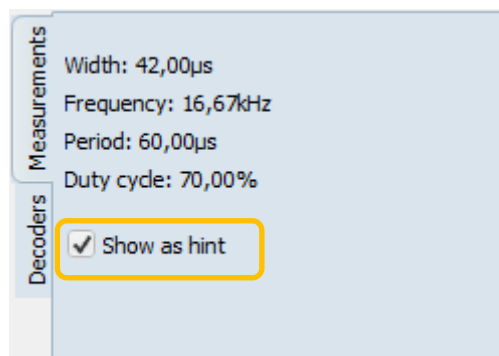 Measurements
Decoders
Width: 42,00µs
Frequency: 16,67kHz
Period: 60,00µs
Duty cycle: 70,00%
Show as hint